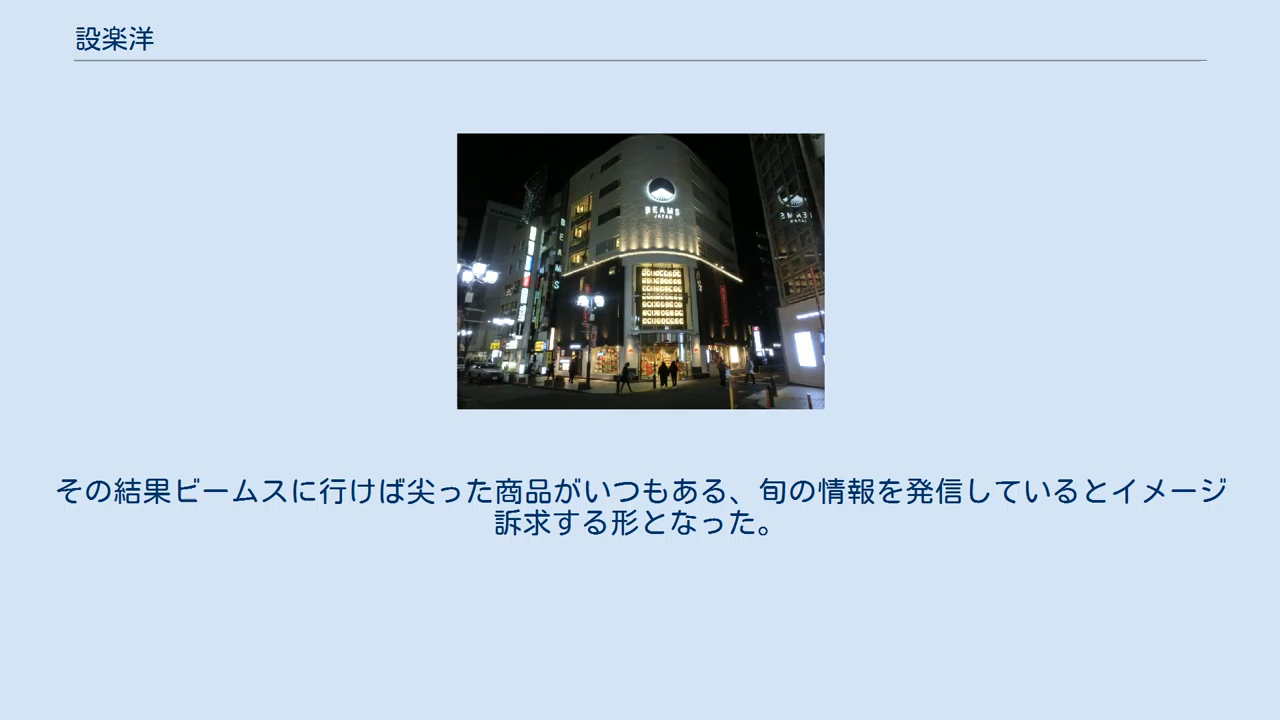 設楽洋
BEAMS
JAPAN
BEAMS
その結果ビームスに行けば尖った商品がいつもある、旬の情報を発信しているとイメージ
訴求する形となった。